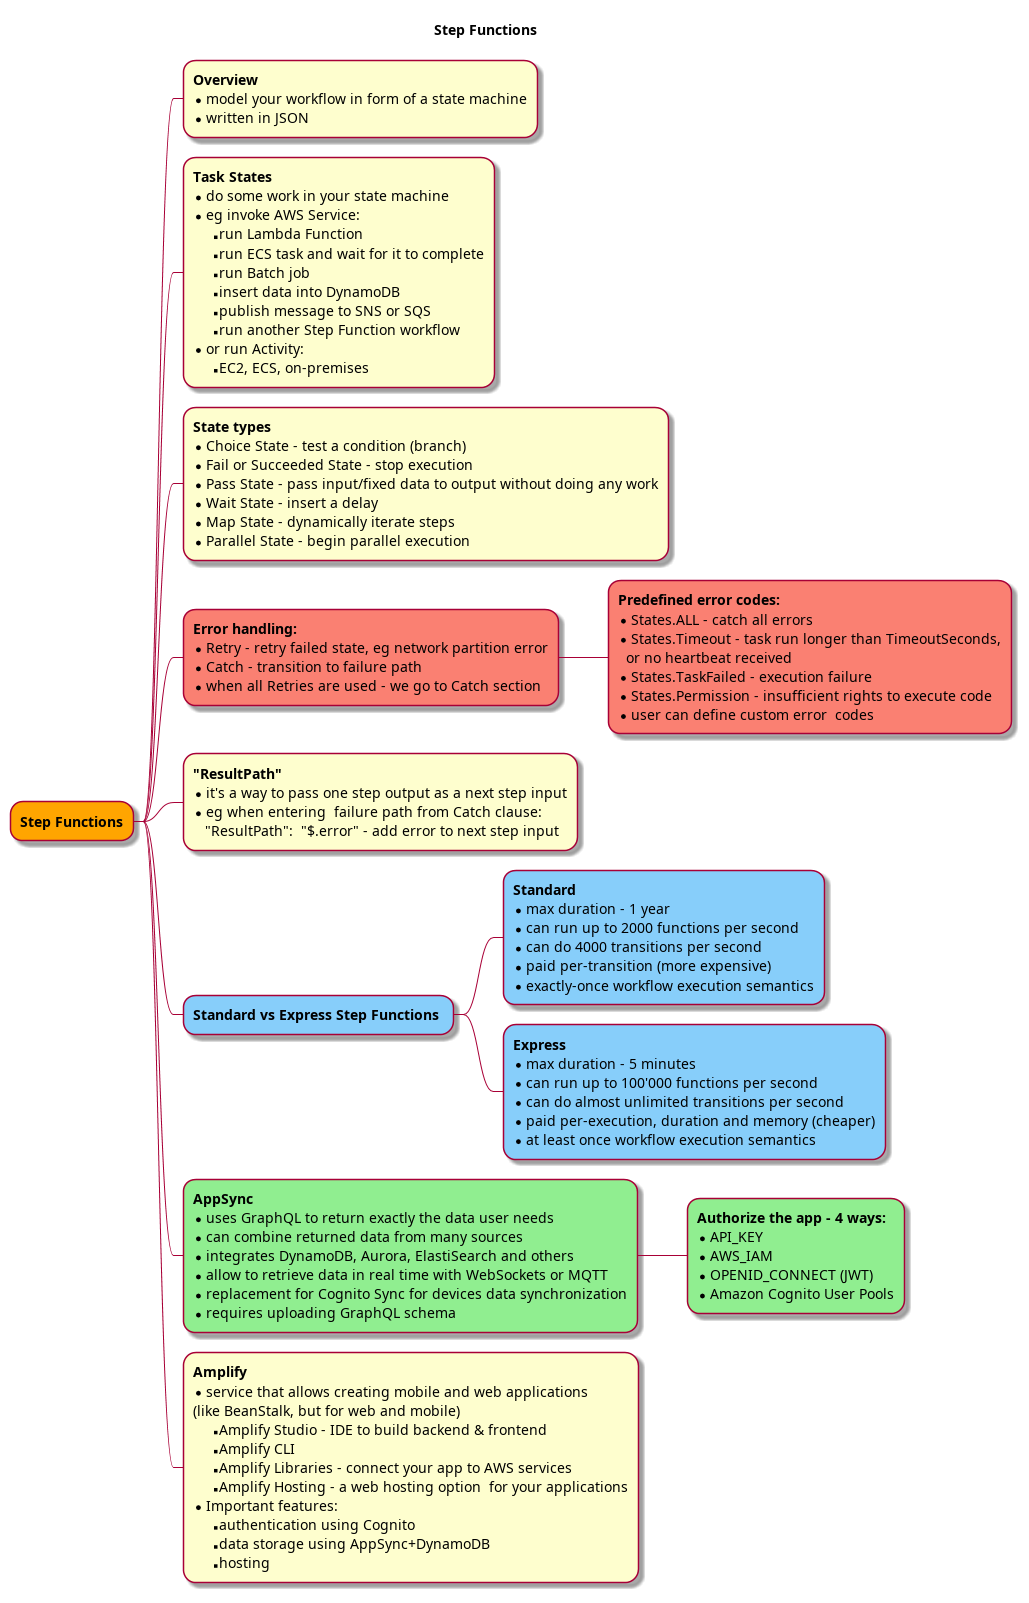 Step Functions
Overview
• model your workflow in form of a state machine
• written in JSON
Task States
• do some work in your state machine
• eg invoke AWS Service:
▪run Lambda Function
▪run ECS task and wait for it to complete
▪run Batch job
▪insert data into DynamoDB
▪publish message to SNS or SQS
▪run another Step Function workflow
• or run Activity:
▪EC2, ECS, on-premises
State types
• Choice State - test a condition (branch)
• Fail or Succeeded State - stop execution
• Pass State - pass input/fixed data to output without doing any work
• Wait State - insert a delay
• Map State - dynamically iterate steps
• Parallel State - begin parallel execution
Error handling:
• Retry - retry failed state, eg network partition error
• Catch - transition to failure path
• when all Retries are used - we go to Catch section
Predefined error codes:
• States.ALL - catch all errors
• States.Timeout - task run longer than TimeoutSeconds,
or no heartbeat received
• States.TaskFailed - execution failure
• States.Permission - insufficient rights to execute code
• user can define custom error  codes
"ResultPath"
• it's a way to pass one step output as a next step input
• eg when entering  failure path from Catch clause:
"ResultPath":  "$.error" - add error to next step input
Step Functions
Standard vs Express Step Functions
Standard
• max duration - 1 year
• can run up to 2000 functions per second
• can do 4000 transitions per second
• paid per-transition (more expensive)
• exactly-once workflow execution semantics
Express
• max duration - 5 minutes
• can run up to 100'000 functions per second
• can do almost unlimited transitions per second
• paid per-execution, duration and memory (cheaper)
• at least once workflow execution semantics
AppSync
• uses GraphQL to return exactly the data user needs
• can combine returned data from many sources
• integrates DynamoDB, Aurora, ElastiSearch and others
• allow to retrieve data in real time with WebSockets or MQTT
• replacement for Cognito Sync for devices data synchronization
• requires uploading GraphQL schema
Authorize the app - 4 ways:
• API_KEY
• AWS_IAM
• OPENID_CONNECT (JWT)
• Amazon Cognito User Pools
Amplify
• service that allows creating mobile and web applications
(like BeanStalk, but for web and mobile)
▪Amplify Studio - IDE to build backend & frontend
▪Amplify CLI
▪Amplify Libraries - connect your app to AWS services
▪Amplify Hosting - a web hosting option  for your applications
• Important features:
▪authentication using Cognito
▪data storage using AppSync+DynamoDB
▪hosting